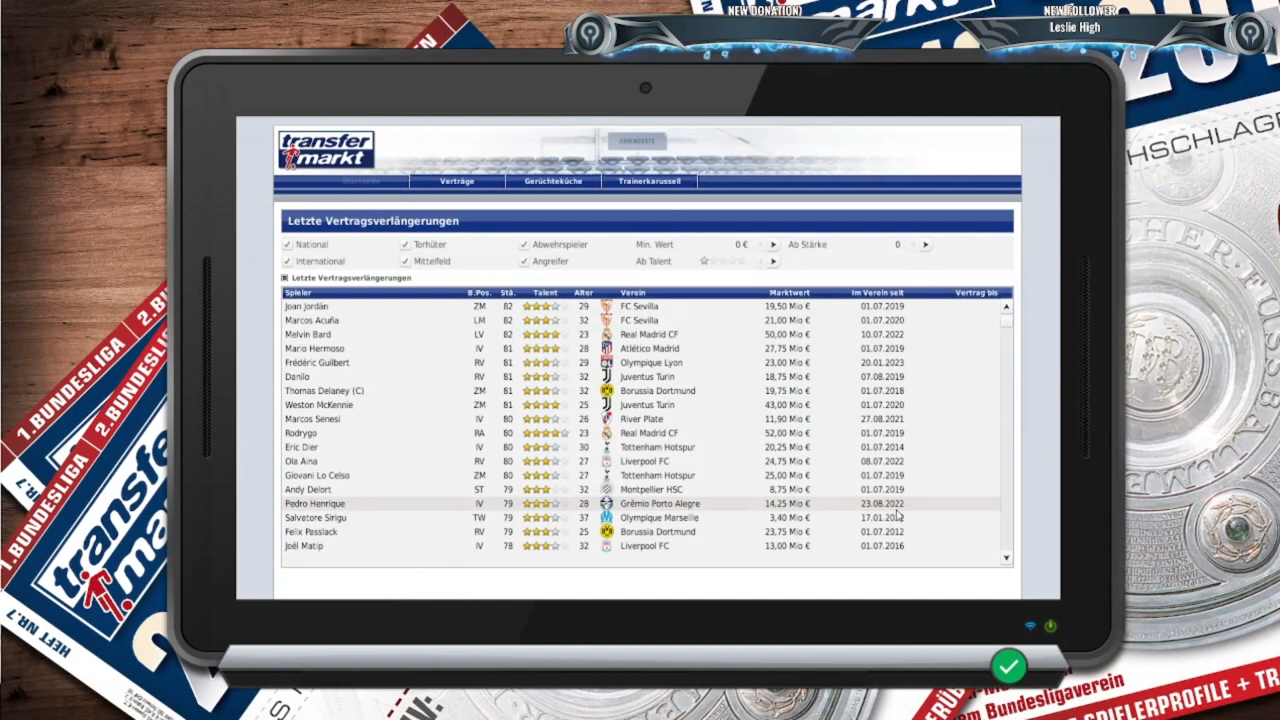 NEW DONATION)
NEW FOLLOWER
Leslie High
transfer
markt
EHRENGÄSTE
Startseite
Verträge
Gerüchteküche
Trainerkarussell
Letzte Vertragsverlängerungen
National
Torhüter
Abwehrspieler
Min. Wert
0 €
Ab Stärke
0
International
Mittelfeld
Angreifer
Ab Talent
Letzte Vertragsverlängerungen
Spieler B.Pos. Stä. Talent Alter Verein Marktwert Im Verein seit Vertrag bis
Joan Jordán ZM 82 29 FC Sevilla 19,50 Mio € 01.07.2019
Marcos Acuña LM 82 32 FC Sevilla 21,00 Mio € 01.07.2020
Melvin Bard LV 82 23 Real Madrid CF 50,00 Mio € 10.07.2022
Mario Hermoso IV 81 28 Atlético Madrid 27,75 Mio € 01.07.2019
Frédéric Guilbert RV 81 29 Olympique Lyon 23,00 Mio € 20.01.2023
Danilo RV 81 32 Juventus Turin 18,75 Mio € 07.08.2019
Thomas Delaney (C) ZM 81 32 Borussia Dortmund 19,75 Mio € 01.07.2018
Weston McKennie ZM 81 25 Juventus Turin 43,00 Mio € 01.07.2020
Marcos Senesi IV 80 26 River Plate 11,90 Mio € 27.08.2021
Rodrygo RA 80 23 Real Madrid CF 52,00 Mio € 01.07.2019
Eric Dier IV 80 30 Tottenham Hotspur 20,25 Mio € 01.07.2014
Ola Aina RV 80 27 Liverpool FC 24,75 Mio € 08.07.2022
Giovani Lo Celso ZM 80 27 Tottenham Hotspur 25,00 Mio € 01.07.2019
Andy Delort ST 79 32 Montpellier HSC 8,75 Mio € 01.07.2019
Pedro Henrique IV 79 28 Grêmio Porto Alegre 14,25 Mio € 23.08.2022
Salvatore Sirigu TW 79 37 Olympique Marseille 3,40 Mio € 17.01.2022
Felix Passlack RV 79 25 Borussia Dortmund 23,75 Mio € 01.07.2012
Joël Matip IV 78 32 Liverpool FC 13,00 Mio € 01.07.2016
1.BUNDESLIGA
2.BUNDESLIGA
1.BUNDESLIGA
HEFT NR.7
HSCHLAGE
Bundesligaverein
SPIELERPROFILE + TR